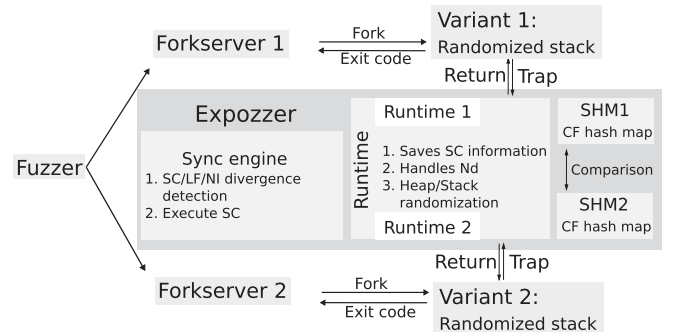 Forkserver 1
Fork
Exit code
Variant 1:
Randomized stack
Return
Trap
Fuzzer
Expozzer
Sync engine
1. SC/LF/NI divergence
detection
2. Execute SC
Runtime
Runtime 1
1. Saves SC information
2. Handles Nd
3. Heap/Stack
randomization
Runtime 2
SHM1
CF hash map
Comparison
SHM2
CF hash map
Return
Trap
Forkserver 2
Fork
Exit code
Variant 2:
Randomized stack